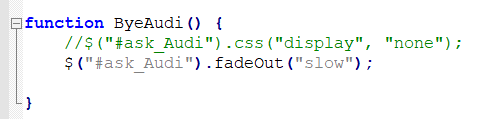 function ByeAudi() {
//$("#ask_Audi").css("display", "none");
$("#ask_Audi").fadeOut("slow");
}